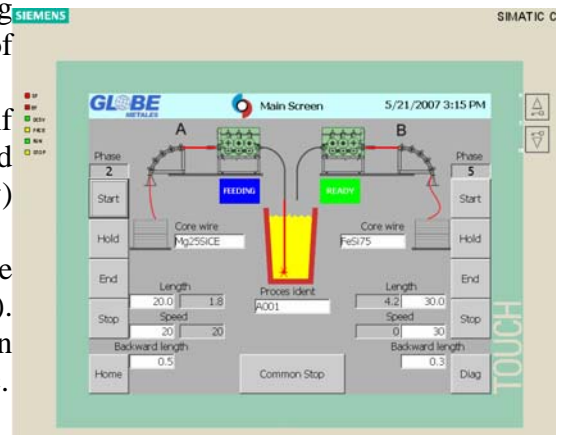 SIEMENS
SIMATIC C
GLOBE METALES
Main Screen
5/21/2007 3:15 PM
A
B
Phase
2
Phase
5
FEEDING
READY
Start
Start
Core wire
Mg25SiCE
Core wire
FeSi75
Hold
Hold
End
End
Length
20.0 1.8
Proces ident
A001
Length
4.2 30.0
Stop
Speed
20 20
Speed
0 30
Stop
Backward length
0.5
Backward length
0.3
Home
Common Stop
Diag
TOUCH
g
of
f
d
)
e
).
n
.